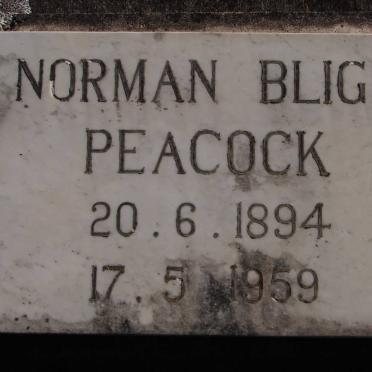 NORMAN BLIG
PEACOCK
20.6.1894
17.5 1959